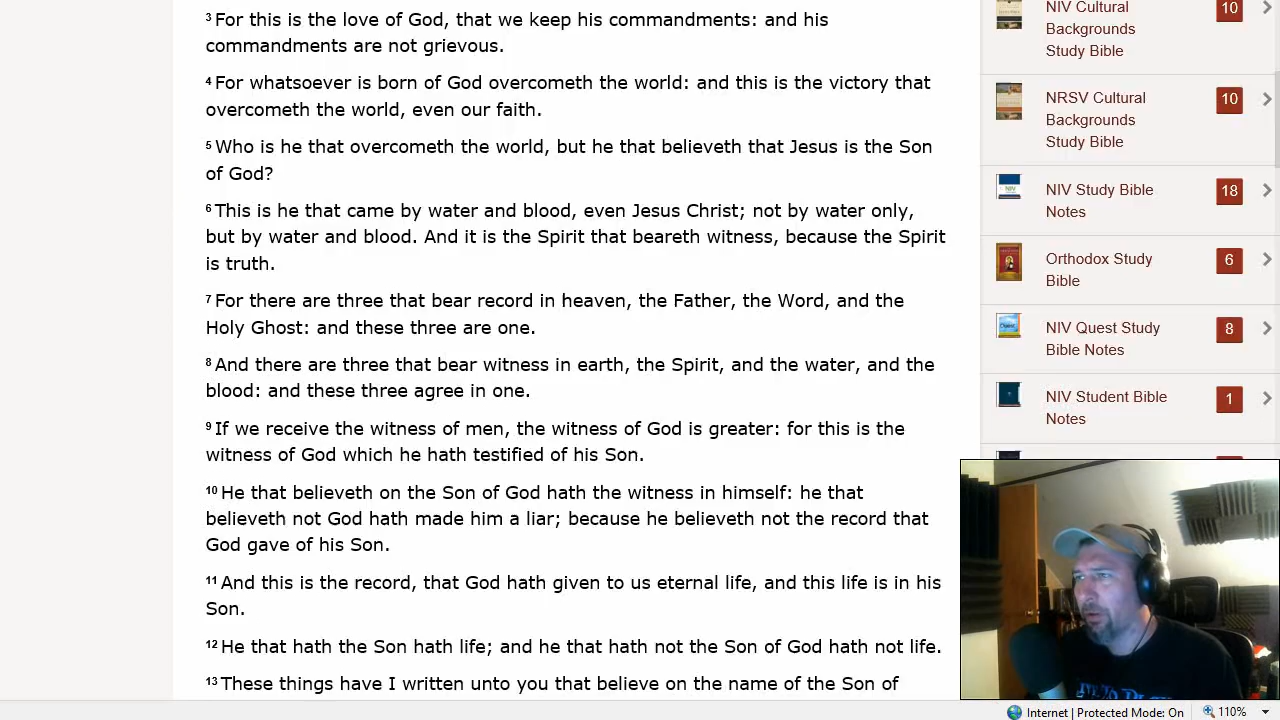 3 For this is the love of God, that we keep his commandments: and his
commandments are not grievous.
4 For whatsoever is born of God overcometh the world: and this is the victory that
overcometh the world, even our faith.
5 Who is he that overcometh the world, but he that believeth that Jesus is the Son
of God?
6 This is he that came by water and blood, even Jesus Christ; not by water only,
but by water and blood. And it is the Spirit that beareth witness, because the Spirit
is truth.
7 For there are three that bear record in heaven, the Father, the Word, and the
Holy Ghost: and these three are one.
8 And there are three that bear witness in earth, the Spirit, and the water, and the
blood: and these three agree in one.
9 If we receive the witness of men, the witness of God is greater: for this is the
witness of God which he hath testified of his Son.
10 He that believeth on the Son of God hath the witness in himself: he that
believeth not God hath made him a liar; because he believeth not the record that
God gave of his Son.
11 And this is the record, that God hath given to us eternal life, and this life is in his
Son.
12 He that hath the Son hath life; and he that hath not the Son of God hath not life.
13 These things have I written unto you that believe on the name of the Son of
NIV Cultural 10
Backgrounds
Study Bible
NRSV Cultural 10
Backgrounds
Study Bible
NIV Study Bible 18
Notes
Orthodox Study 6
Bible
NIV Quest Study 8
Bible Notes
NIV Student Bible 1
Notes
Internet | Protected Mode: On 110%